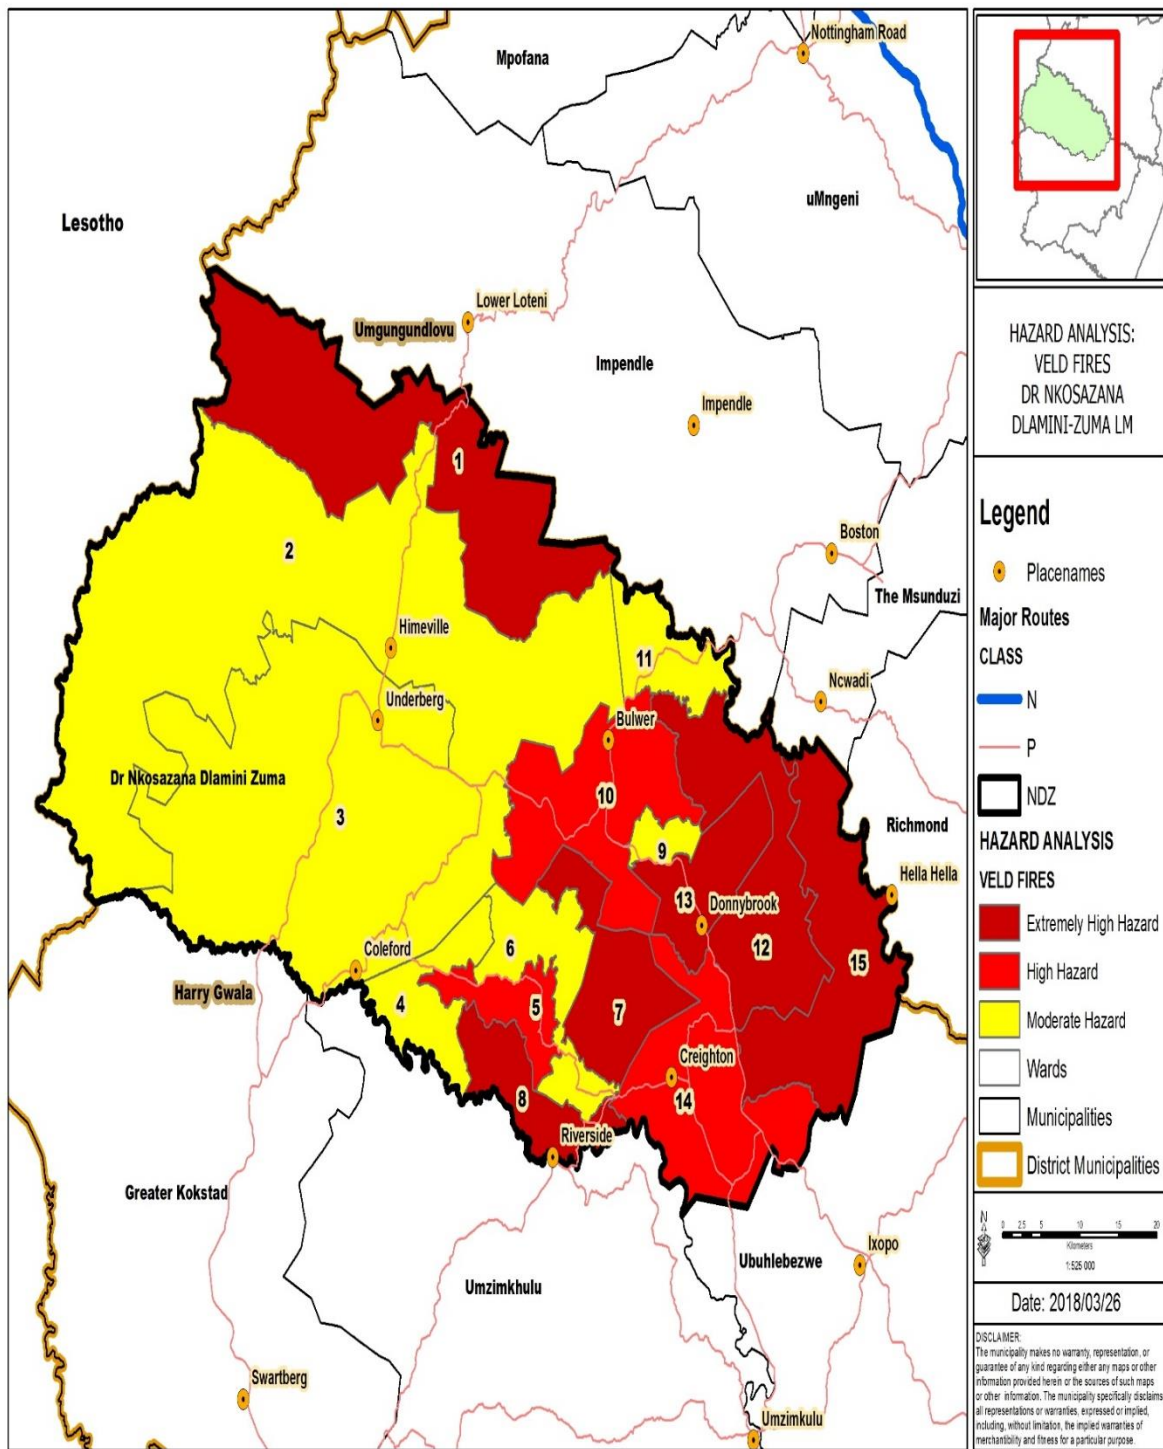 Nottingham Road
Mpofana
uMngeni
Lesotho
Lower Loteni
Umgungundlovu
Impendle
Impendle
1
2
Boston
The Msunduzi
Himeville
11
Ncwadi
Underberg
Bulwer
Dr Nkosazana Dlamini Zuma
10
3
Richmond
9
Hella Hella
13
Donnybrook
6
12
15
Coleford
Harry Gwala
4
5
7
Creighton
8
14
Riverside
Greater Kokstad
Ixopo
Ubuhlebezwe
Umzimkhulu
Swartberg
Umzimkulu
HAZARD ANALYSIS:
VELD FIRES
DR NKOSAZANA
DLAMINI-ZUMA LM
Legend
Placenames
Major Routes
CLASS
N
P
NDZ
HAZARD ANALYSIS
VELD FIRES
Extremely High Hazard
High Hazard
Moderate Hazard
Wards
Municipalities
District Municipalities
N
0 2.5 5 10 15 20
Kilometers
1:525 000
Date: 2018/03/26
DISCLAIMER:
The municipality makes no warranty, representation, or
guarantee of any kind regarding either any maps or other
information provided herein or the sources of such maps
or other information. The municipality specifically disclaims
all representations or warranties, expressed or implied,
including, without limitation, the implied warranties of
merchantibility and fitness for a particular purpose.